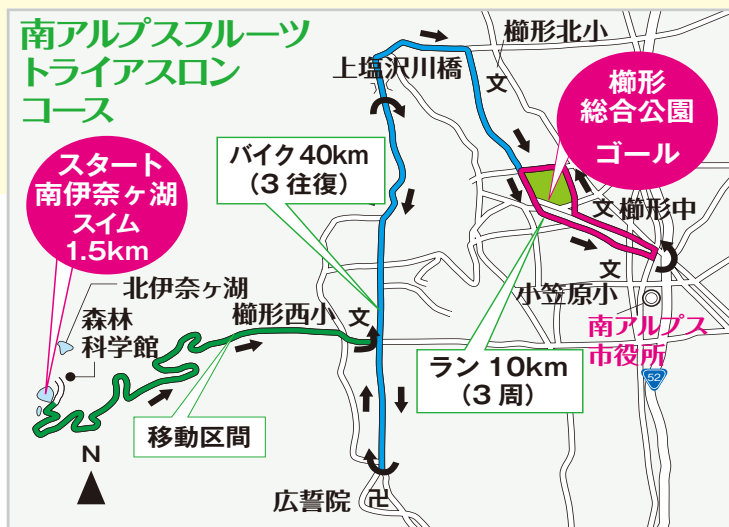 南アルプスフルーツ
トライアスロン
コース
スタート
南伊奈ヶ湖
スイム
1.5km
バイク40km
（3往復）
上塩沢川橋
櫛形北小
文
櫛形
総合公園
ゴール
文
櫛形中
文
小笠原小
南アルプス
市役所
52
ラン 10km
（3周）
北伊奈ヶ湖
森林
科学館
櫛形西小
文
移動区間
N
広誓院
卍